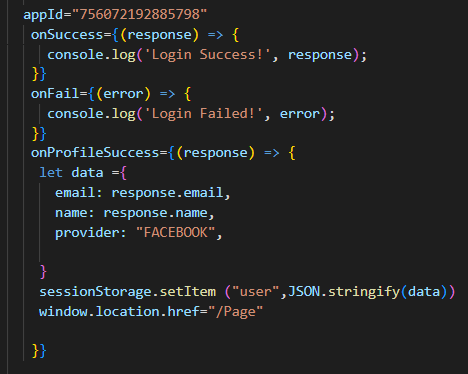 appId="756072192885798"
onSuccess={(response) => {
console.log('Login Success!', response);
}}
onFail={(error) => {
console.log('Login Failed!', error);
}}
onProfileSuccess={(response) => {
let data ={
email: response.email,
name: response.name,
provider: "FACEBOOK",
}
sessionStorage.setItem ("user",JSON.stringify(data))
window.location.href="/Page"
}}